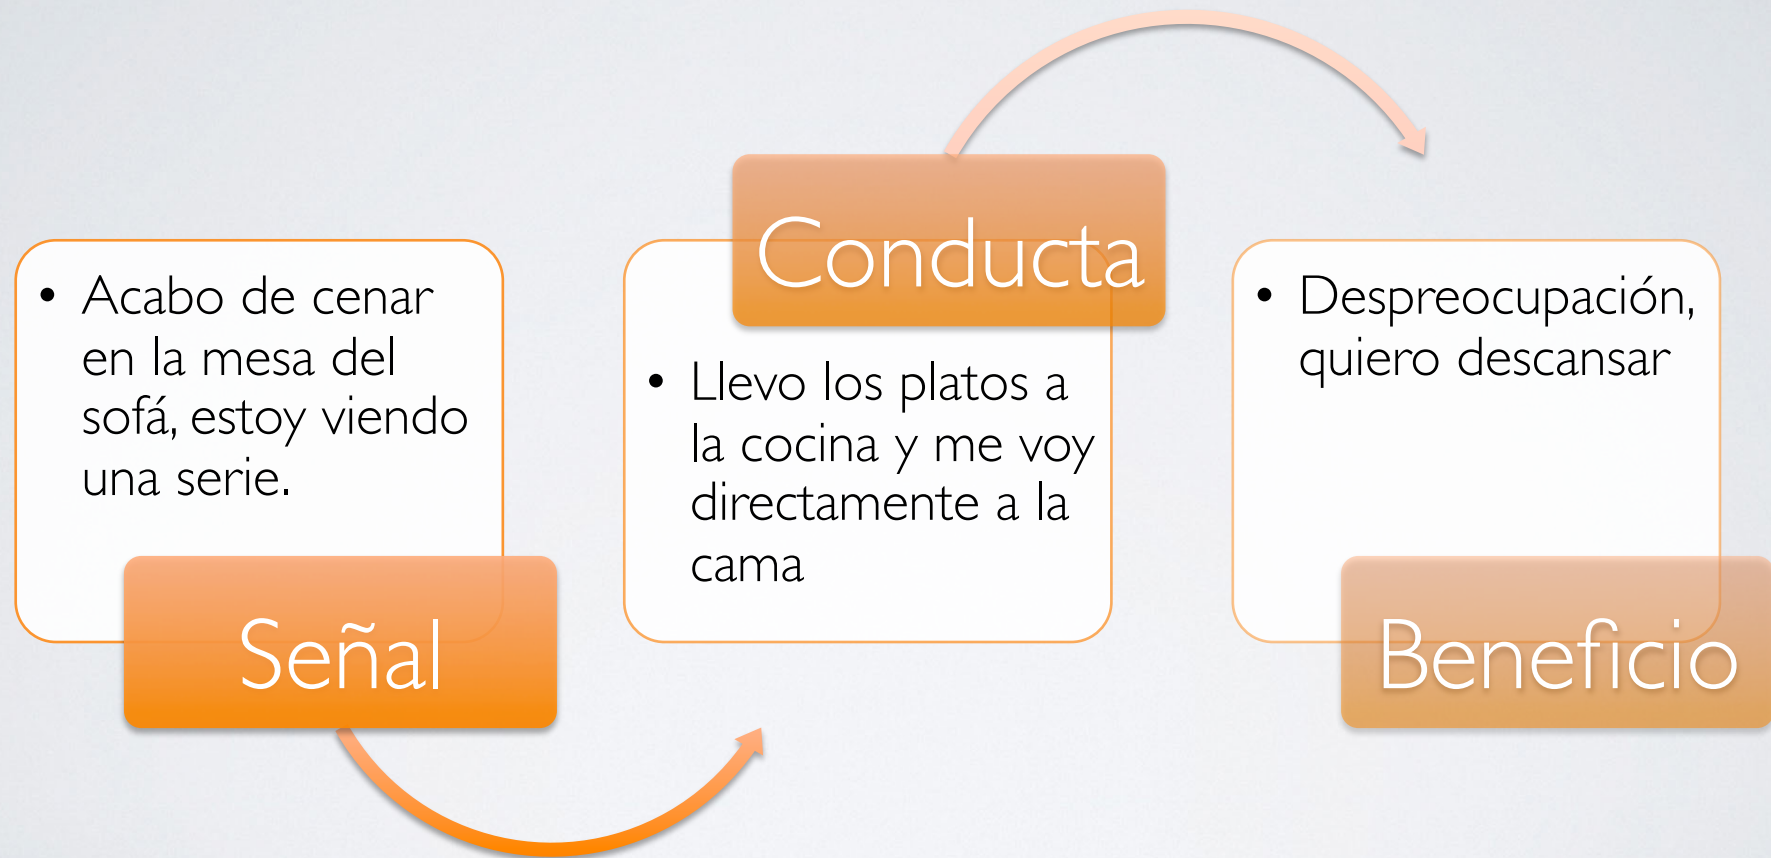 • Acabo de cenar
en la mesa del
sofá, estoy viendo
una serie.
Señal
Conducta
• Llevo los platos a
la cocina y me voy
directamente a la
cama
• Despreocupación,
quiero descansar
Beneficio